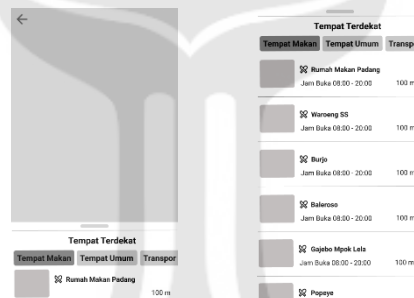 Tempat Terdekat
Tempat Makan Tempat Umum Transpor
Rumah Makan Padang
100 m
Tempat Terdekat
Tempat Makan Tempat Umum Transp
Rumah Makan Padang
Jam Buka 08:00 - 20:00 100 m
Waroeng SS
Jam Buka 08:00 - 20:00 100 m
Burjo
Jam Buka 08:00 - 20:00 100 m
Baleroso
Jam Buka 08:00 - 20:00 100 m
Gajebo Mpok Lela
Jam Buka 08:00 - 20:00 100 m
Popeye